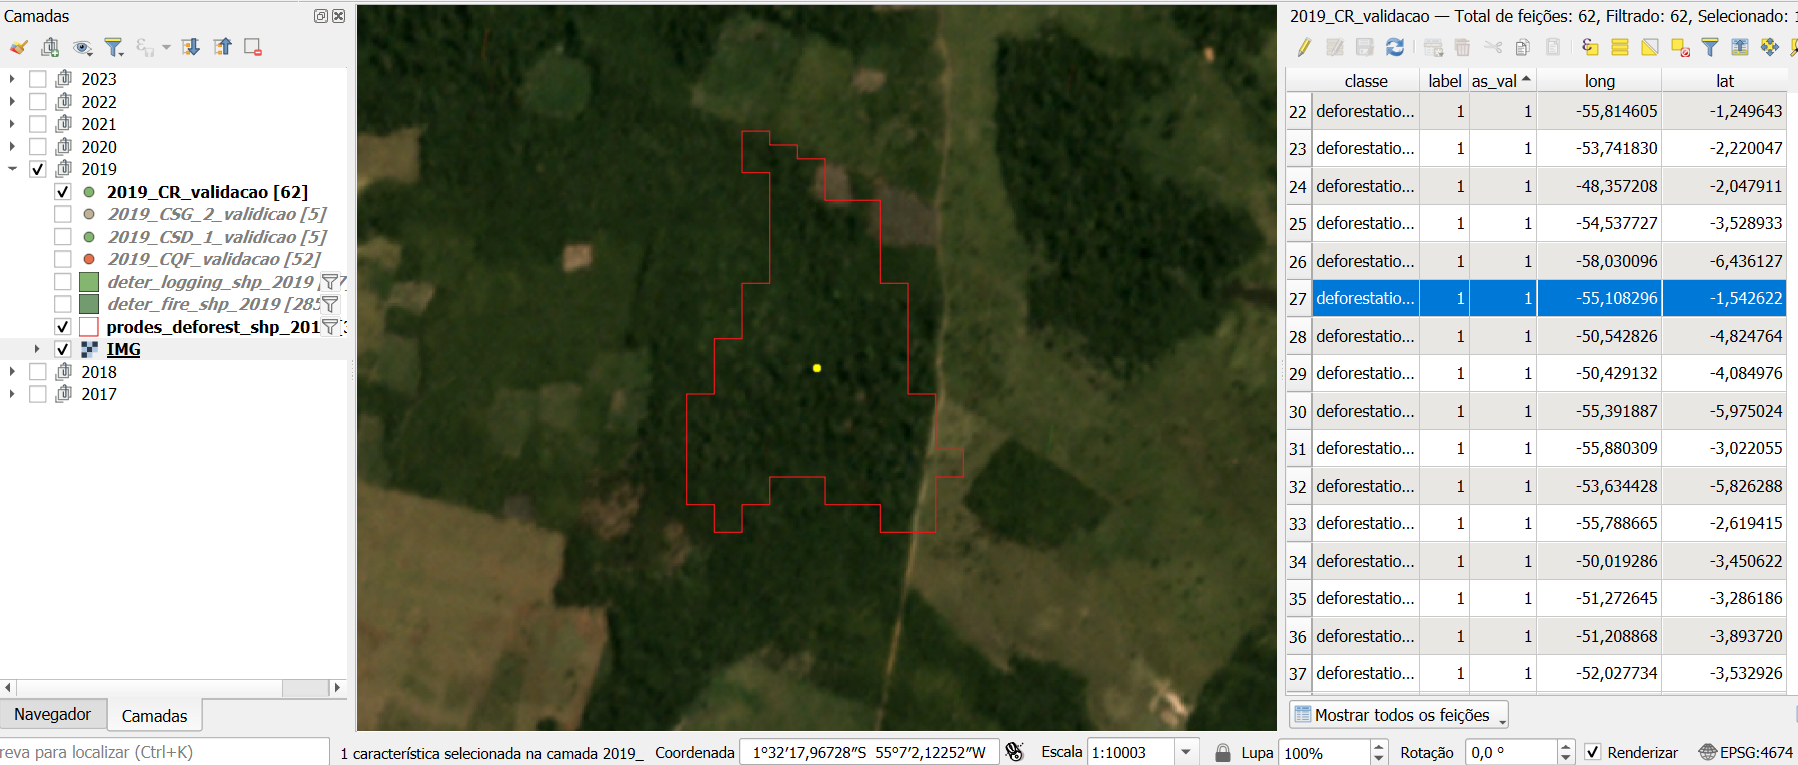 Camadas
2023
2022
2021
2020
2019
2019_CR_validacao [62]
2019_CSG_2_validicao [5]
2019_CSD_1_validicao [5]
2019_CQF_validacao [52]
deter_logging_shp_2019
deter_fire_shp_2019 [285
prodes_deforest_shp_201
IMG
2018
2017
Navegador
Camadas
reva para localizar (Ctrl+K)
2019_CR_validacao — Total de feições: 62, Filtrado: 62, Selecionado: 1
classe label as_val long lat
22 deforestatio... 1 1 -55,814605 -1,249643
23 deforestatio... 1 1 -53,741830 -2,220047
24 deforestatio... 1 1 -48,357208 -2,047911
25 deforestatio... 1 1 -54,537727 -3,528933
26 deforestatio... 1 1 -58,030096 -6,436127
27 deforestatio... 1 1 -55,108296 -1,542622
28 deforestatio... 1 1 -50,542826 -4,824764
29 deforestatio... 1 1 -50,429132 -4,084976
30 deforestatio... 1 1 -55,391887 -5,975024
31 deforestatio... 1 1 -55,880309 -3,022055
32 deforestatio... 1 1 -53,634428 -5,826288
33 deforestatio... 1 1 -55,788665 -2,619415
34 deforestatio... 1 1 -50,019286 -3,450622
35 deforestatio... 1 1 -51,272645 -3,286186
36 deforestatio... 1 1 -51,208868 -3,893720
37 deforestatio... 1 1 -52,027734 -3,532926
Mostrar todos os feições
1 característica selecionada na camada 2019_ Coordenada 1°32′17,96728″S 55°7′2,12252″W Escala 1:10003 Lupa 100% Rotação 0,0 ° Renderizar EPSG:4674